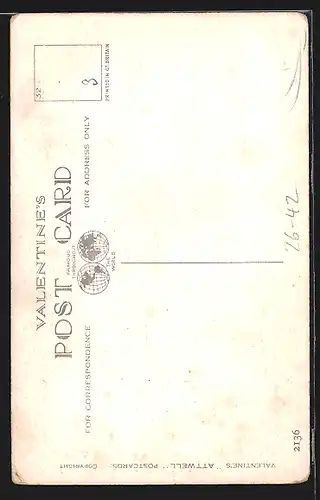 VALENTINE'S
POST CARD
FAMOUS THROUGHOUT
THE WORLD
FOR CORRESPONDENCE
FOR ADDRESS ONLY
32
3
PRINTED IN GT. BRITAIN
26-42
VALENTINE'S "ATTWELL" POSTCARDS. COPYRIGHT
2136